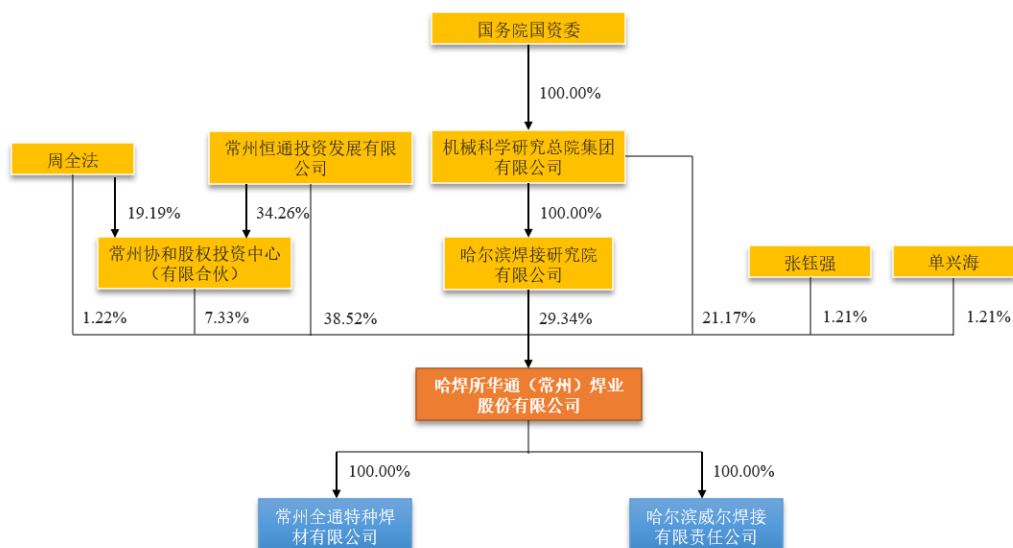 国务院国资委
100.00%
周全法
常州恒通投资发展有限
公司
机械科学研究总院集团
有限公司
19.19%
34.26%
100.00%
常州协和股权投资中心
（有限合伙）
哈尔滨焊接研究院
有限公司
张钰强
单兴海
1.22%
7.33%
38.52%
29.34%
21.17%
1.21%
1.21%
哈焊所华通（常州）焊业
股份有限公司
100.00%
100.00%
常州全通特种焊
材有限公司
哈尔滨威尔焊接
有限责任公司